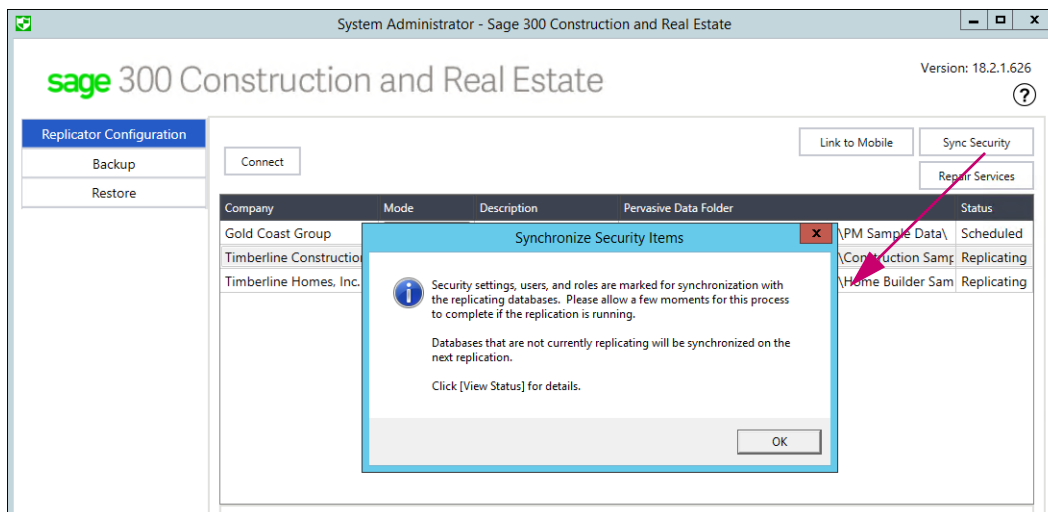 System Administrator - Sage 300 Construction and Real Estate
sage 300 Construction and Real Estate
Version: 18.2.1.626
?
Replicator Configuration
Backup
Restore
Connect
Link to Mobile
Sync Security
Repair Services
Company Mode Description Pervasive Data Folder Status
Gold Coast Group \PM Sample Data\ Scheduled
Timberline Construction \Construction Samp Replicating
Timberline Homes, Inc. \Home Builder Sam Replicating
Synchronize Security Items
Security settings, users, and roles are marked for synchronization with
the replicating databases. Please allow a few moments for this process
to complete if the replication is running.
Databases that are not currently replicating will be synchronized on the
next replication.
Click [View Status] for details.
OK